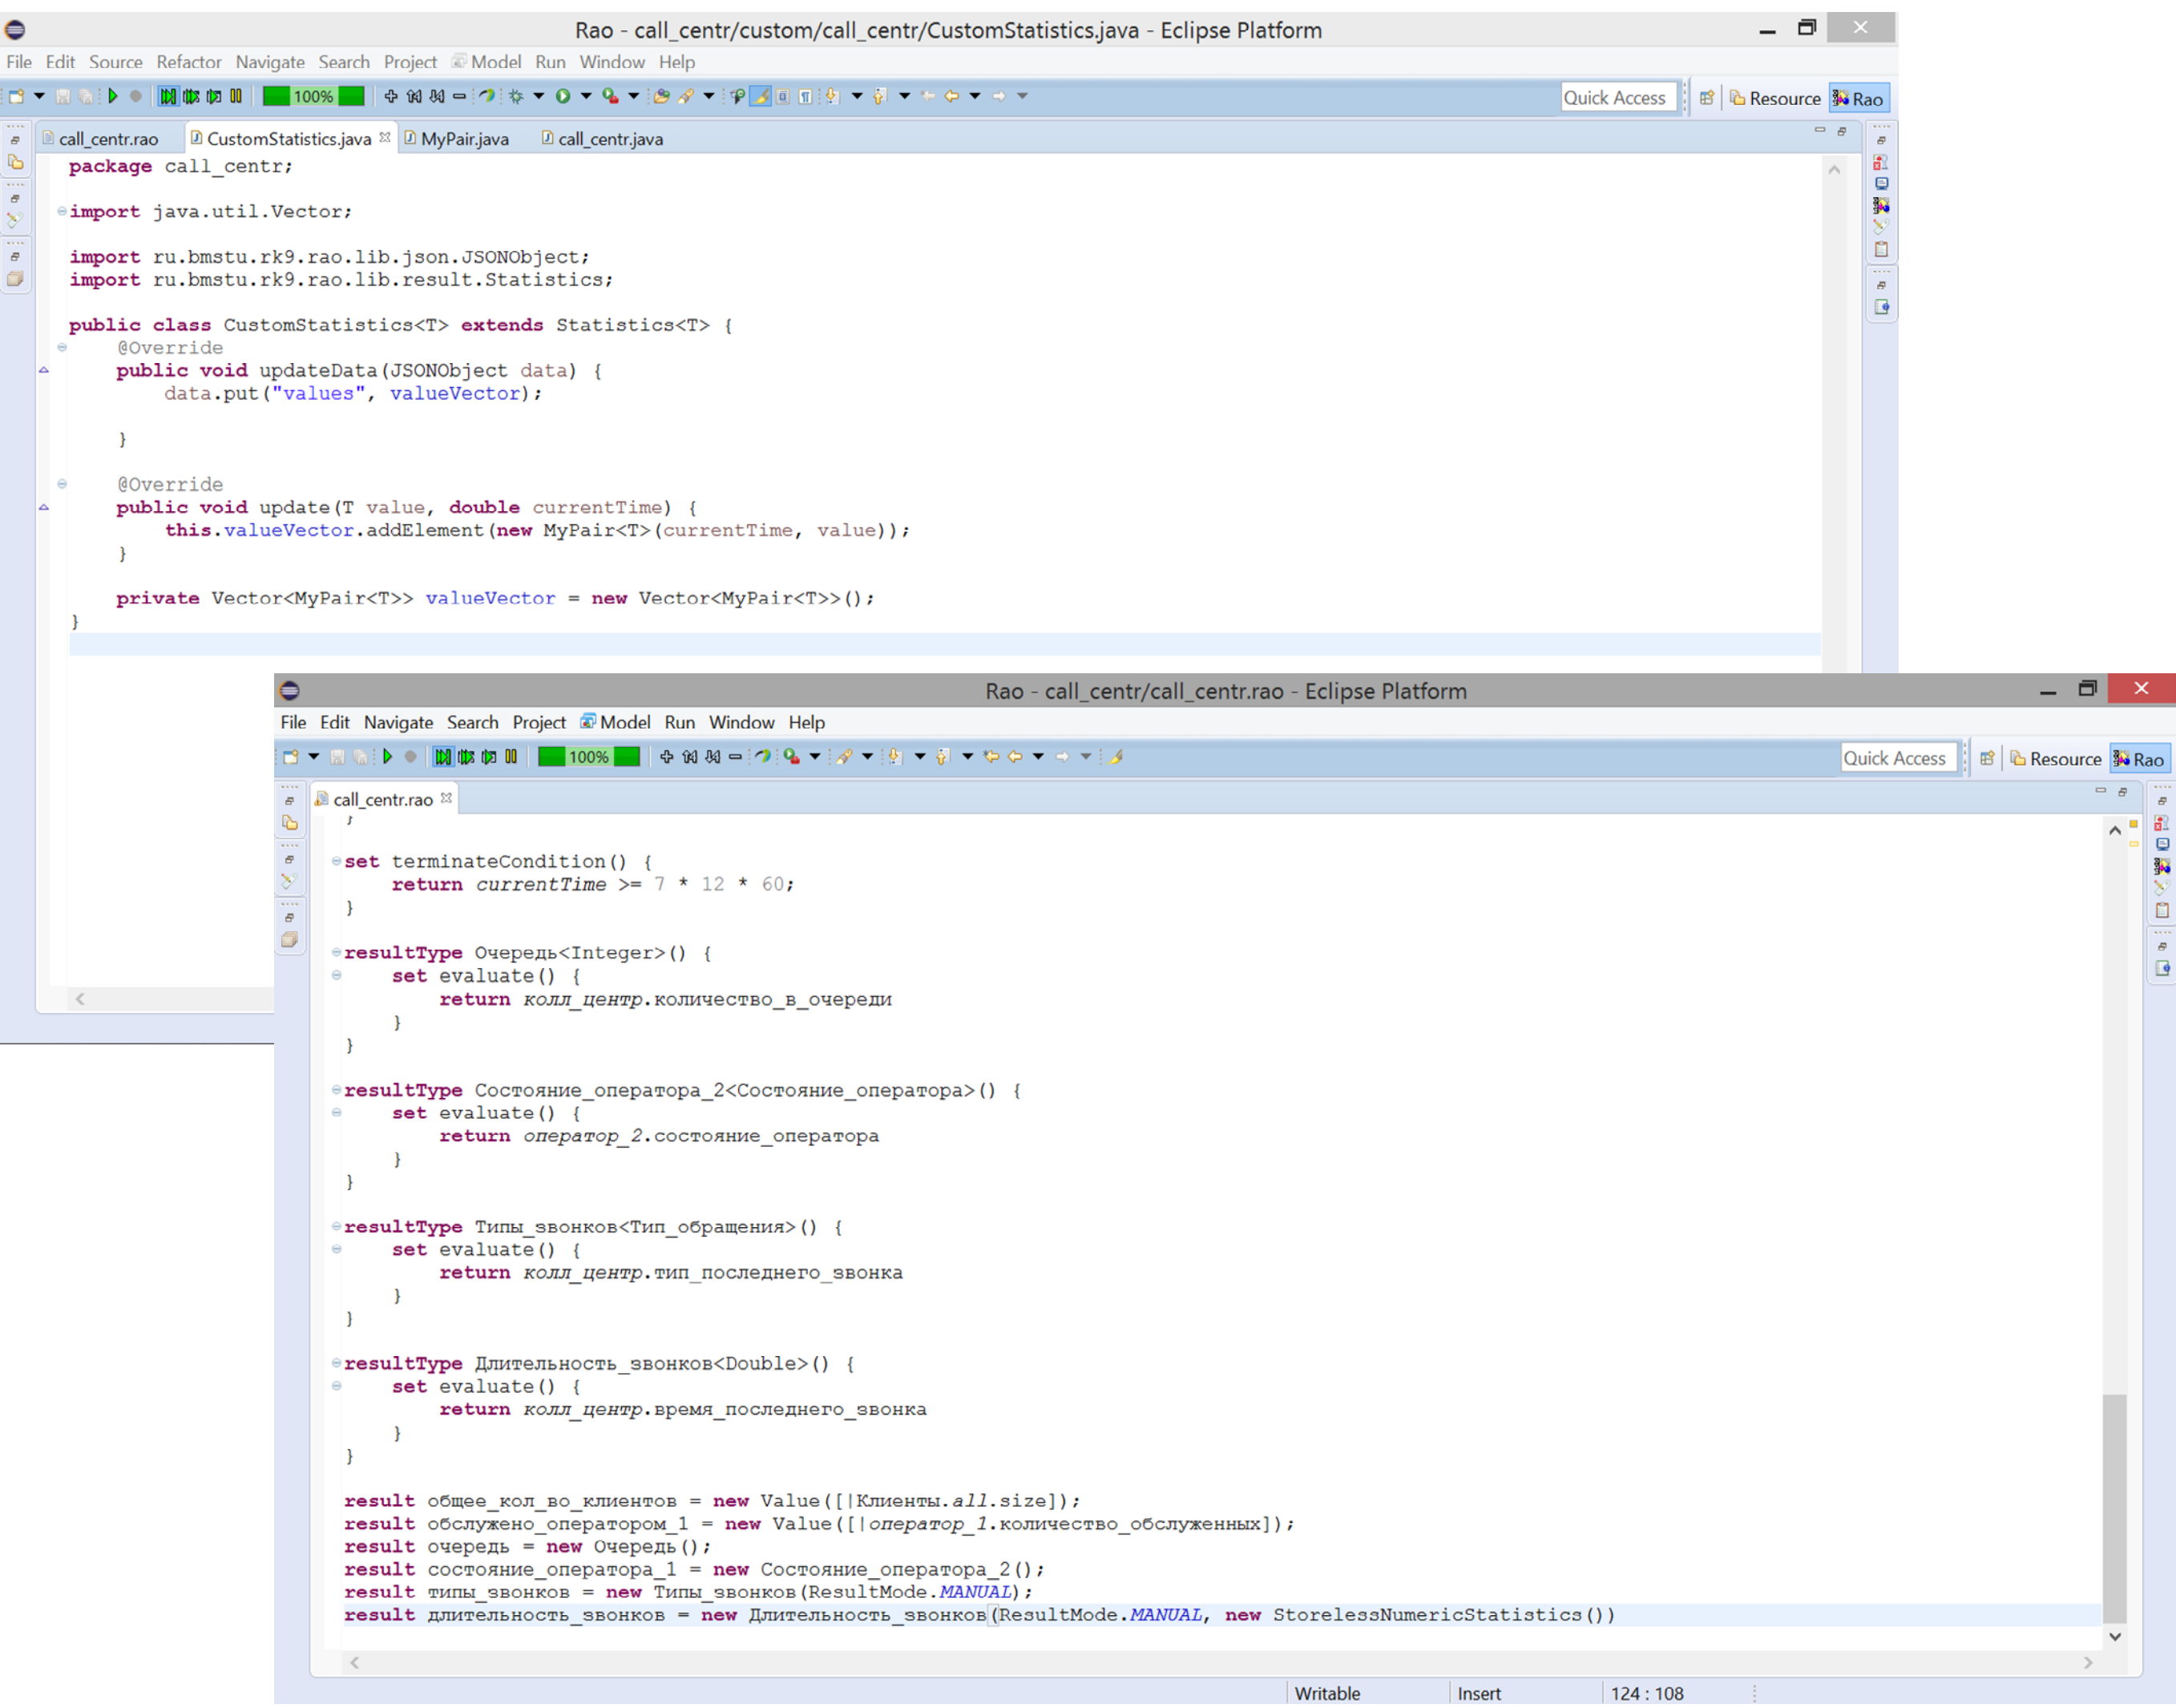 Rao - call_centr/custom/call_centr/CustomStatistics.java - Eclipse Platform
File Edit Source Refactor Navigate Search Project Model Run Window Help
100%
Quick Access
Resource
Rao
call_centr.rao
CustomStatistics.java
MyPair.java
call_centr.java
package call_centr;
import java.util.Vector;
import ru.bmstu.rk9.rao.lib.json.JSONObject;
import ru.bmstu.rk9.rao.lib.result.Statistics;
public class CustomStatistics<T> extends Statistics<T> {
@Override
public void updateData(JSONObject data) {
data.put("values", valueVector);
}
@Override
public void update(T value, double currentTime) {
this.valueVector.addElement(new MyPair<T>(currentTime, value));
}
private Vector<MyPair<T>> valueVector = new Vector<MyPair<T>>();
}
Rao - call_centr/call_centr.rao - Eclipse Platform
File Edit Navigate Search Project Model Run Window Help
100%
Quick Access
Resource
Rao
call_centr.rao
}
set terminateCondition() {
return currentTime >= 7 * 12 * 60;
}
resultType Очередь<Integer>() {
set evaluate() {
return колл_центр.количество_в_очереди
}
}
resultType Состояние_оператора_2<Состояние_оператора>() {
set evaluate() {
return оператор_2.состояние_оператора
}
}
resultType Типы_звонков<Тип_обращения>() {
set evaluate() {
return колл_центр.тип_последнего_звонка
}
}
resultType Длительность_звонков<Double>() {
set evaluate() {
return колл_центр.время_последнего_звонка
}
}
result общее_кол_во_клиентов = new Value([|Клиенты.all.size]);
result обслужено_оператором_1 = new Value([|оператор_1.количество_обслуженных]);
result очередь = new Очередь();
result состояние_оператора_1 = new Состояние_оператора_2();
result типы_звонков = new Типы_звонков(ResultMode.MANUAL);
result длительность_звонков = new Длительность_звонков(ResultMode.MANUAL, new StorelessNumericStatistics())
Writable
Insert
124 : 108